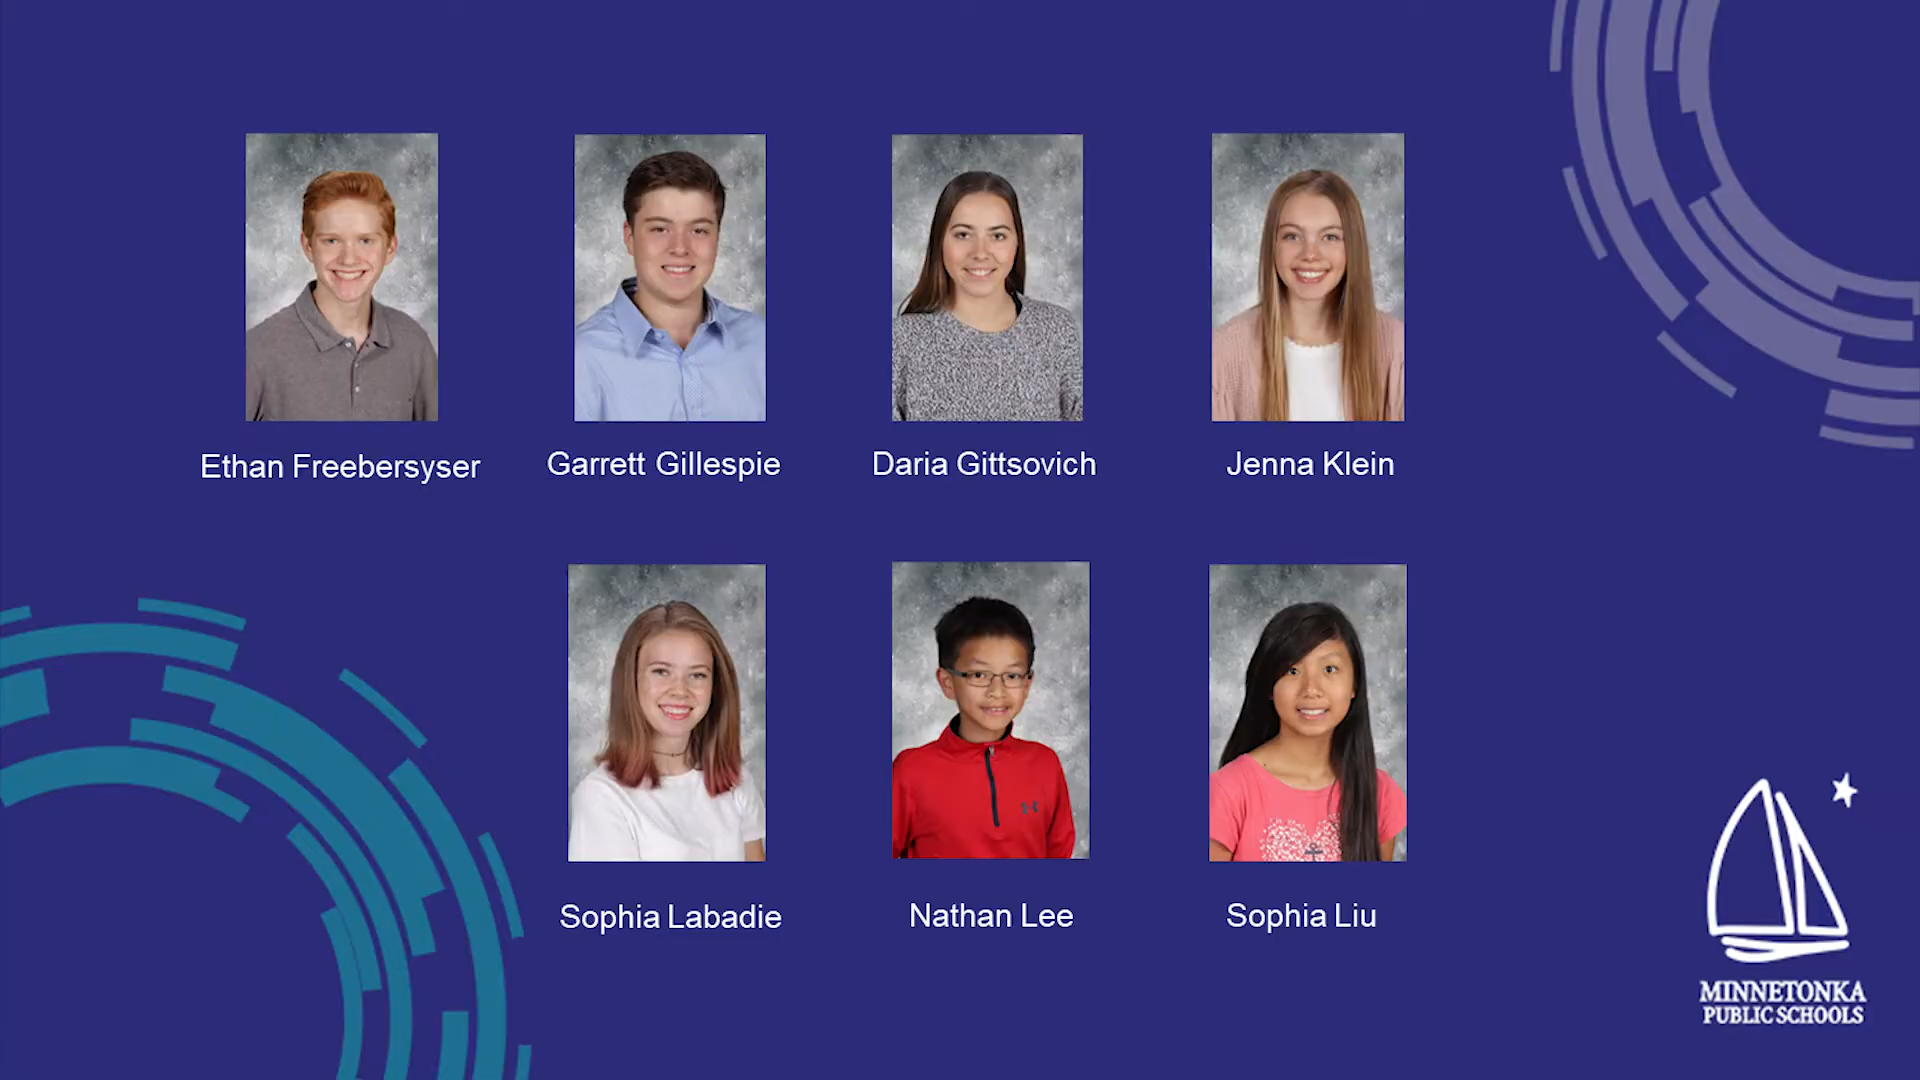 Ethan Freebersyser
Garrett Gillespie
Daria Gittsovich
Jenna Klein
Sophia Labadie
Nathan Lee
Sophia Liu
MINNETONKA
PUBLIC SCHOOLS